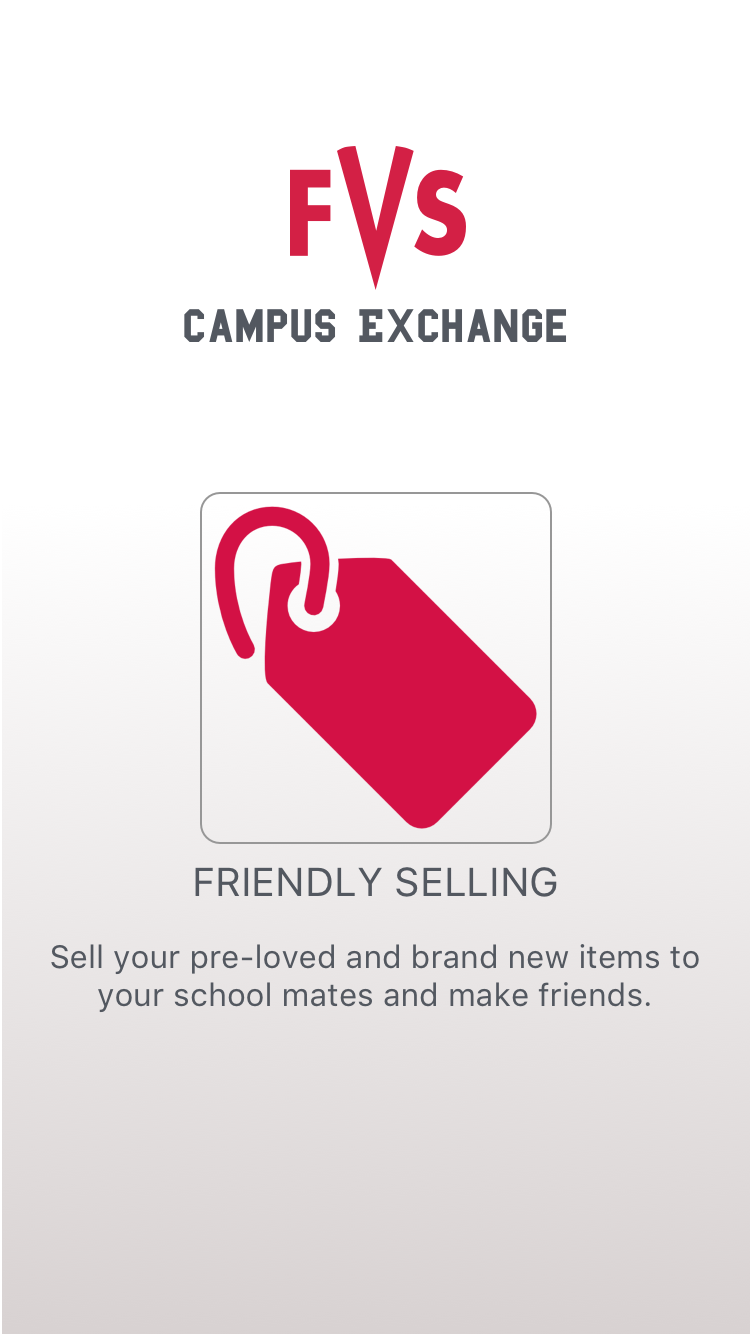 FVS
CAMPUS EXCHANGE
FRIENDLY SELLING
Sell your pre-loved and brand new items to
your school mates and make friends.